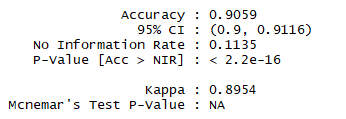 Accuracy : 0.9059
95% CI : (0.9, 0.9116)
No Information Rate : 0.1135
P-Value [Acc > NIR] : < 2.2e-16
Kappa : 0.8954
Mcnemar's Test P-Value : NA